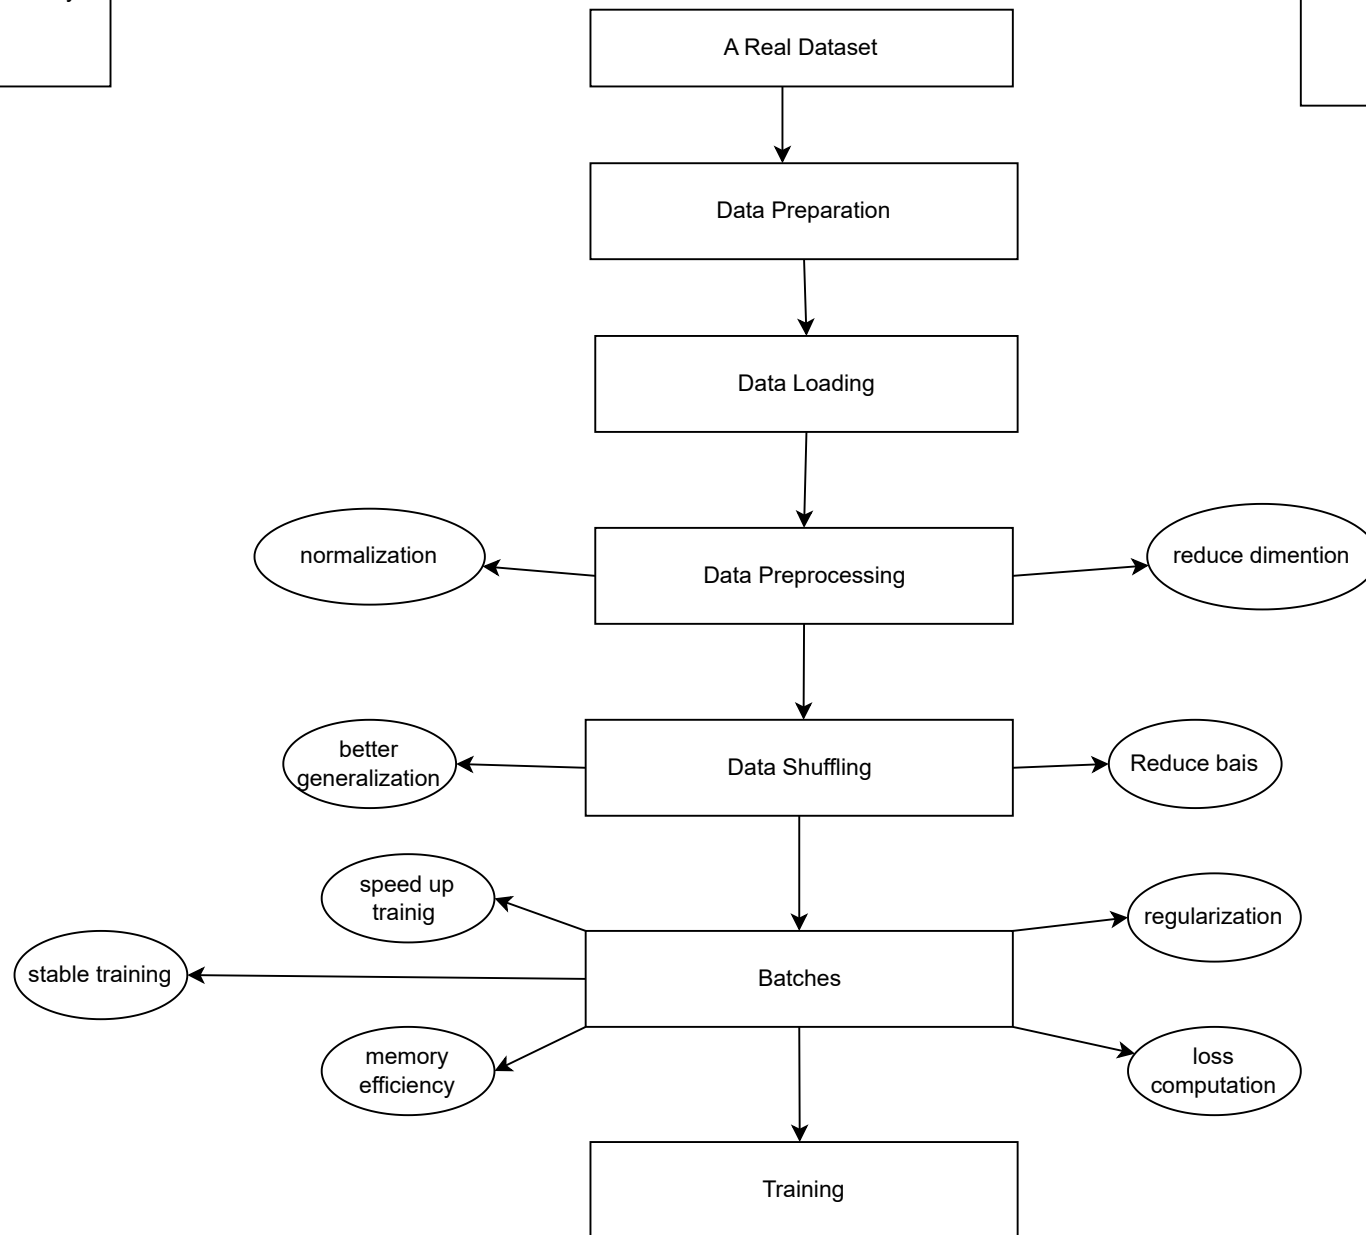 A Real Dataset
Data Preparation
Data Loading
normalization
Data Preprocessing
reduce dimention
better
generalization
Data Shuffling
Reduce bais
speed up
trainig
regularization
stable training
Batches
memory
efficiency
loss
computation
Training